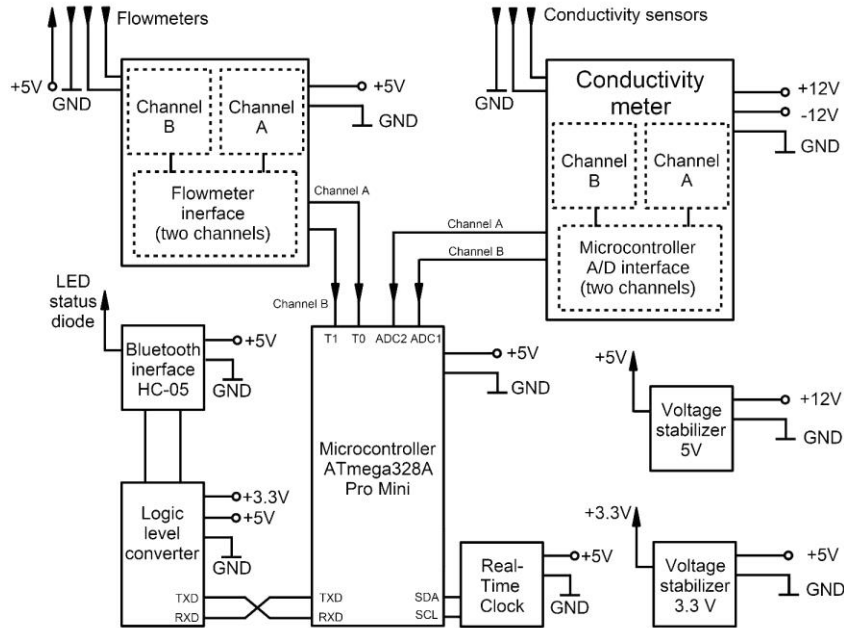 Flowmeters
+5V
GND
Channel
B
Channel
A
Flowmeter
inerface
(two channels)
+5V
GND
Conductivity sensors
GND
Conductivity
meter
Channel
B
Channel
A
Microcontroller
A/D interface
(two channels)
+12V
-12V
GND
Channel A
Channel B
Channel A
Channel B
LED
status
diode
Bluetooth
inerface
HC-05
+5V
GND
Logic
level
converter
+3.3V
+5V
GND
TXD
RXD
T1 T0 ADC2 ADC1
Microcontroller
ATmega328A
Pro Mini
+5V
GND
TXD
RXD
SDA
SCL
Real-
Time
Clock
+5V
GND
+5V
Voltage
stabilizer
5V
+12V
GND
+3.3V
Voltage
stabilizer
3.3 V
+5V
GND